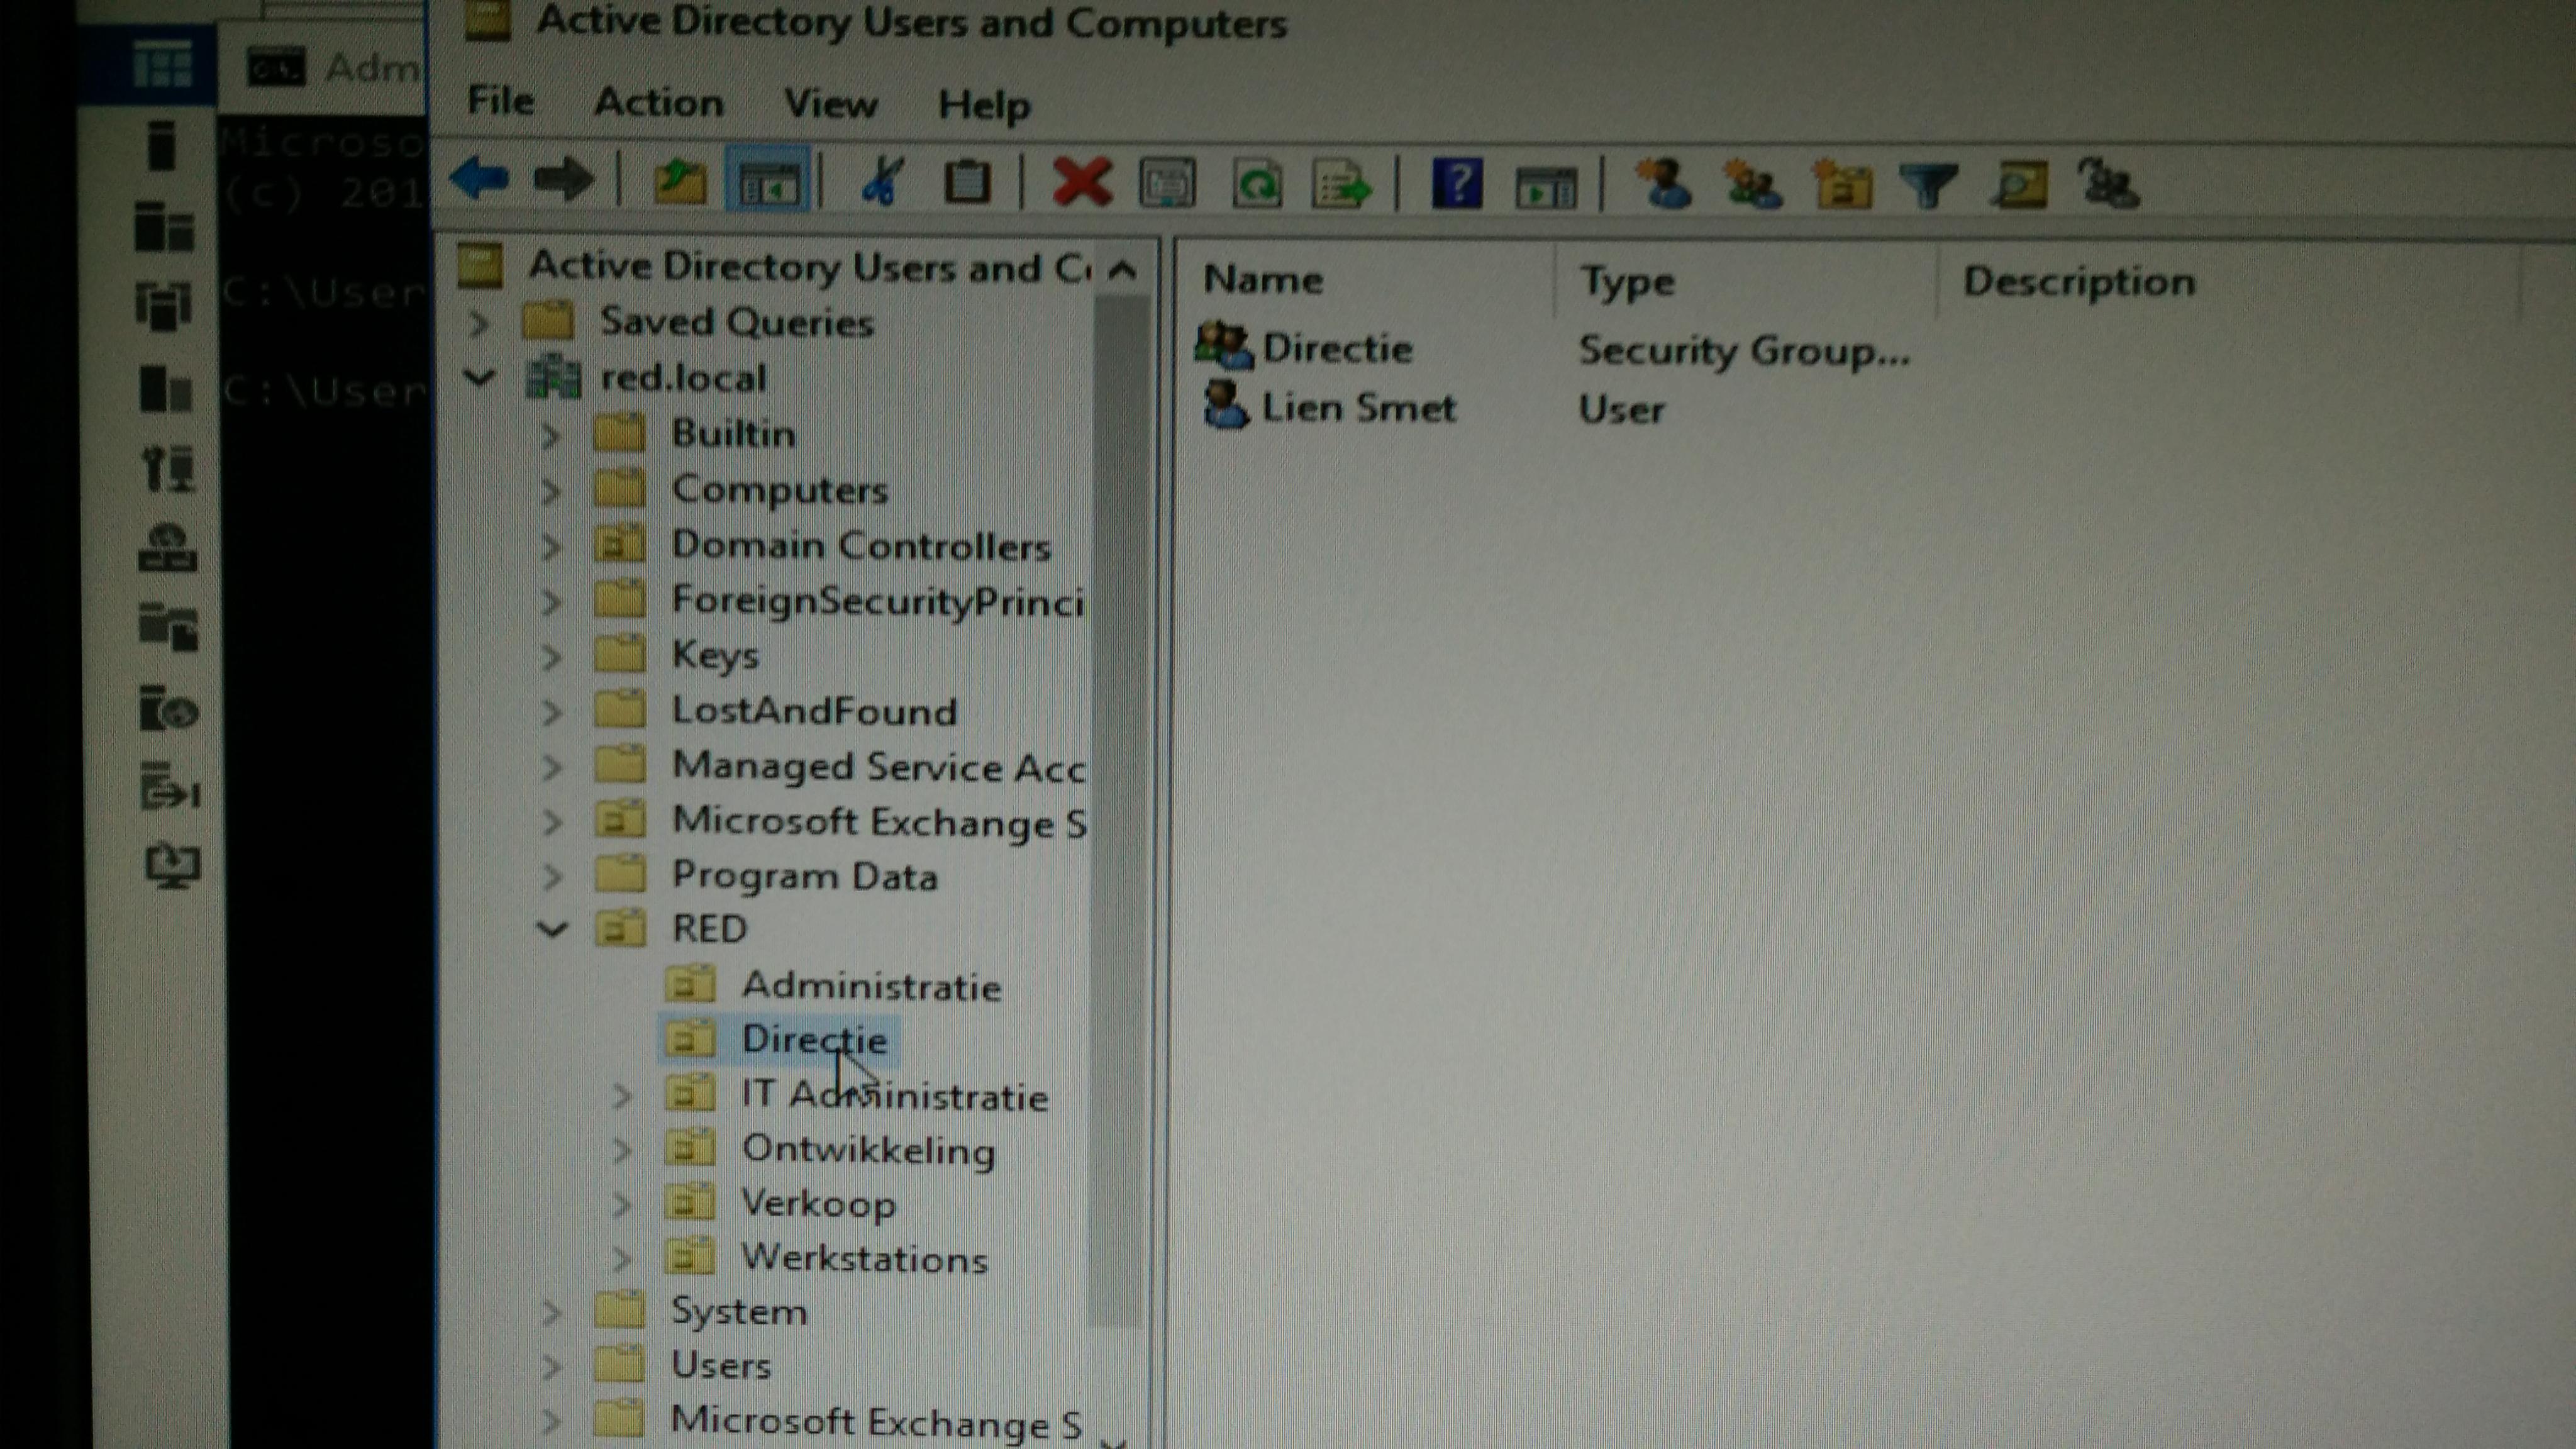 Active Directory Users and Computers
Adm
File Action View Help
Microso
(c) 201
C:\User
C:\User
Active Directory Users and C
Saved Queries
red.local
Builtin
Computers
Domain Controllers
ForeignSecurityPrinci
Keys
LostAndFound
Managed Service Acc
Microsoft Exchange S
Program Data
RED
Administratie
Directie
IT Administratie
Ontwikkeling
Verkoop
Werkstations
System
Users
Microsoft Exchange S
Name Type Description
Directie Security Group...
Lien Smet User